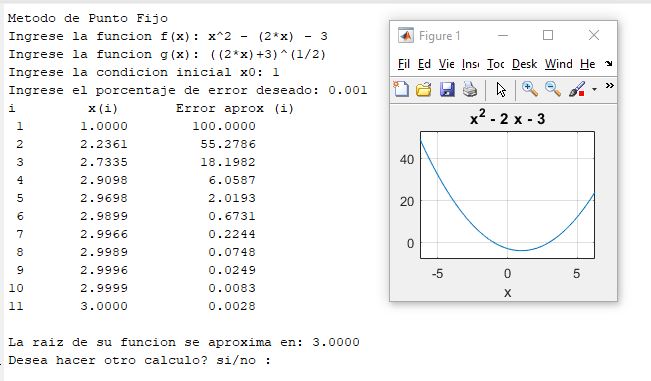 Metodo de Punto Fijo
Ingrese la funcion f(x): x^2 - (2*x) - 3
Ingrese la funcion g(x): ((2*x)+3)^(1/2)
Ingrese la condicion inicial x0: 1
Ingrese el porcentaje de error deseado: 0.001
i x(i) Error aprox (i)
1 1.0000 100.0000
2 2.2361 55.2786
3 2.7335 18.1982
4 2.9098 6.0587
5 2.9698 2.0193
6 2.9899 0.6731
7 2.9966 0.2244
8 2.9989 0.0748
9 2.9996 0.0249
10 2.9999 0.0083
11 3.0000 0.0028
La raiz de su funcion se aproxima en: 3.0000
Desea hacer otro calculo? si/no :
Figure 1
Fil Ed Vie Inse Toc Desk Wind He
x² - 2 x - 3
40
20
0
-5 0 5
x